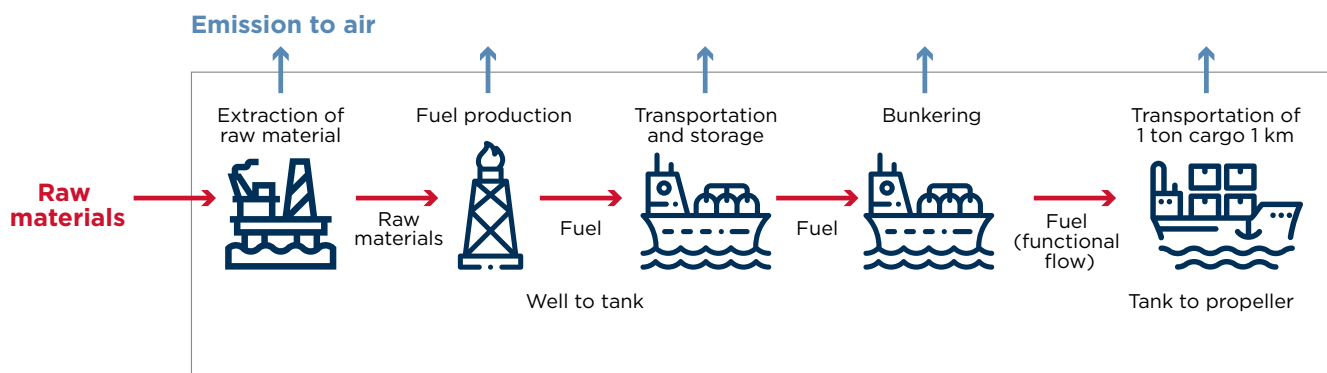 Emission to air
Extraction of
raw material
Fuel production
Transportation
and storage
Bunkering
Transportation of
1 ton cargo 1 km
Raw
materials
Raw
materials
Fuel
Fuel
Fuel
(functional
flow)
Well to tank
Tank to propeller